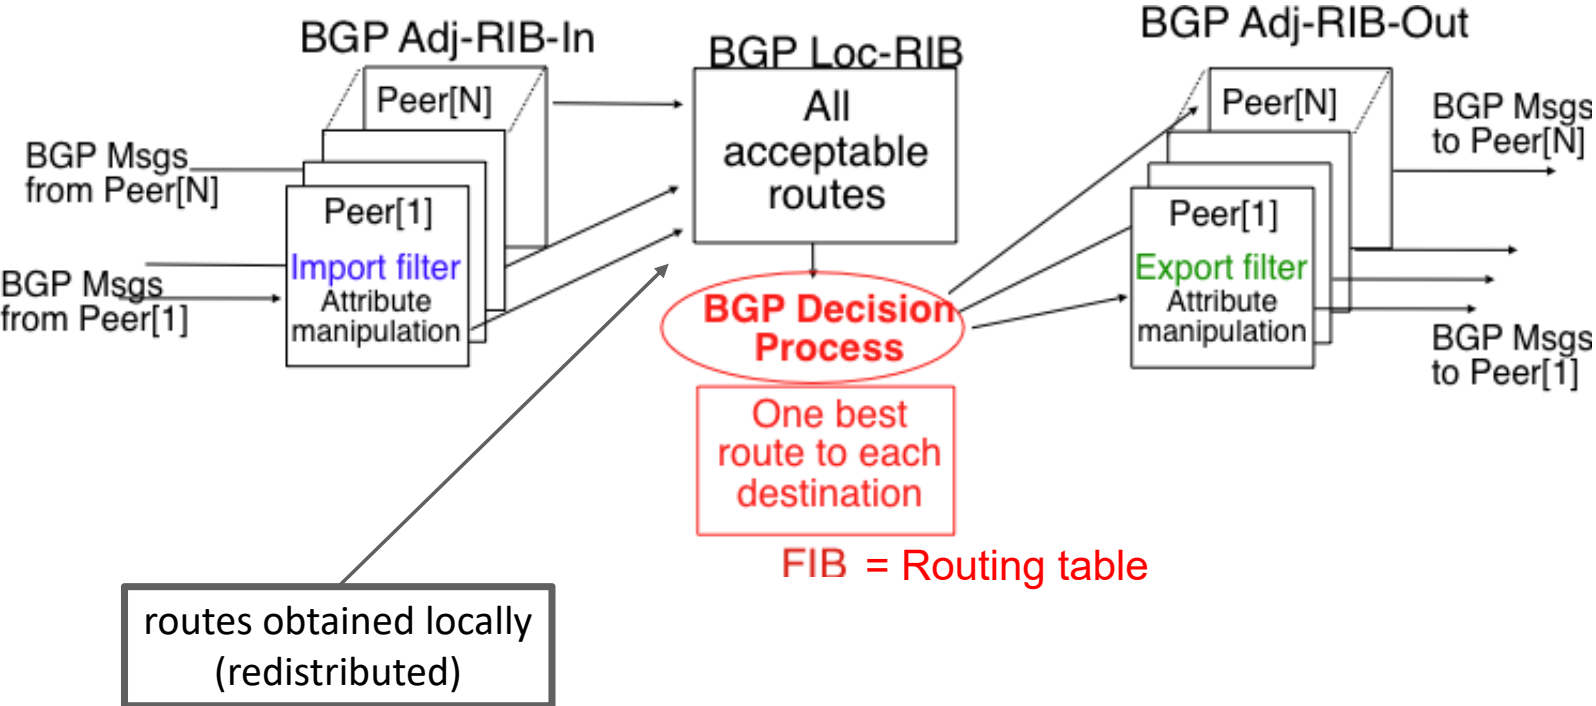 BGP Adj-RIB-In
BGP Loc-RIB
BGP Adj-RIB-Out
Peer[N]
All
acceptable
routes
Peer[N]
BGP Msgs
to Peer[N]
BGP Msgs
from Peer[N]
Peer[1]
Import filter
Attribute
manipulation
BGP Msgs
from Peer[1]
BGP Decision
Process
Peer[1]
Export filter
Attribute
manipulation
BGP Msgs
to Peer[1]
One best
route to each
destination
FIB = Routing table
routes obtained locally
(redistributed)